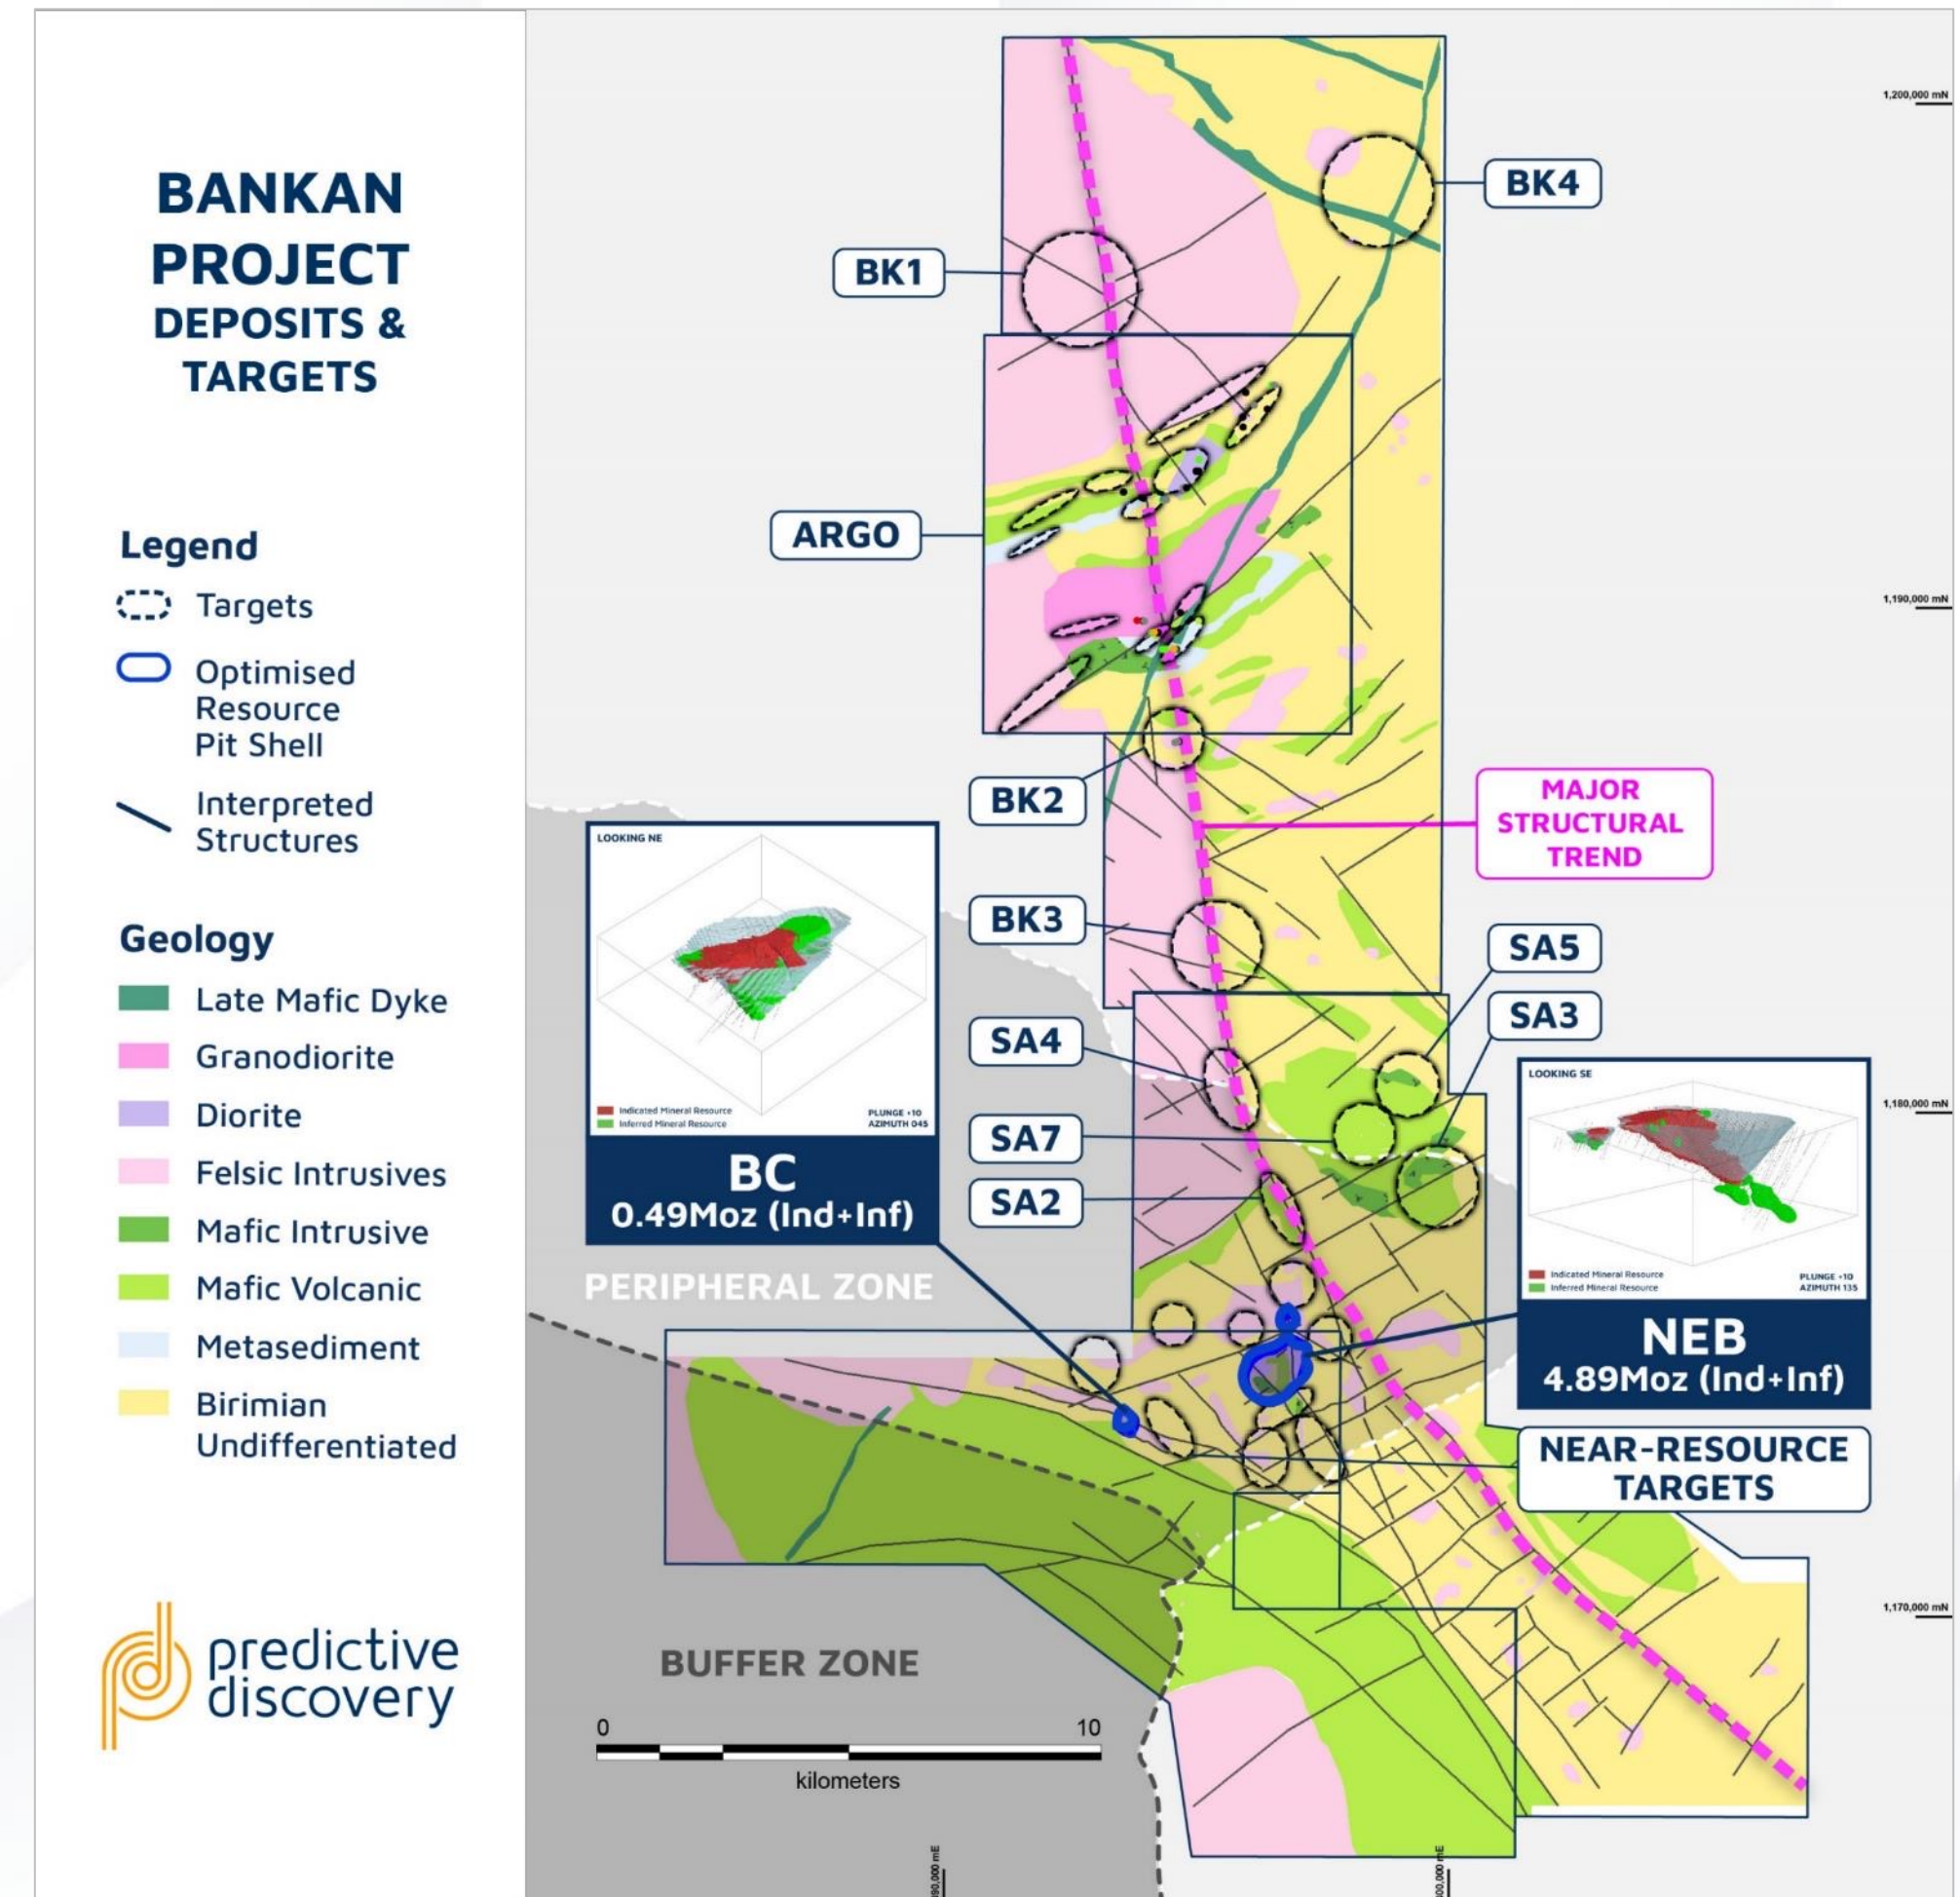 BANKAN
PROJECT
DEPOSITS &
TARGETS
Legend
Targets
Optimised
Resource
Pit Shell
Interpreted
Structures
Geology
Late Mafic Dyke
Granodiorite
Diorite
Felsic Intrusives
Mafic Intrusive
Mafic Volcanic
Metasediment
Birimian
Undifferentiated
predictive
discovery
1,200,000 mN
BK4
BK1
ARGO
1,190,000 mN
BK2
MAJOR
STRUCTURAL
TREND
BK3
SA5
SA3
SA4
SA7
SA2
1,180,000 mN
LOOKING NE
Indicated Mineral Resource
Inferred Mineral Resource
PLUNGE +10
AZIMUTH 045
BC
0.49Moz (Ind+Inf)
LOOKING SE
Indicated Mineral Resource
Inferred Mineral Resource
PLUNGE +10
AZIMUTH 135
NEB
4.89Moz (Ind+Inf)
PERIPHERAL ZONE
NEAR-RESOURCE
TARGETS
1,170,000 mN
BUFFER ZONE
0 10
kilometers